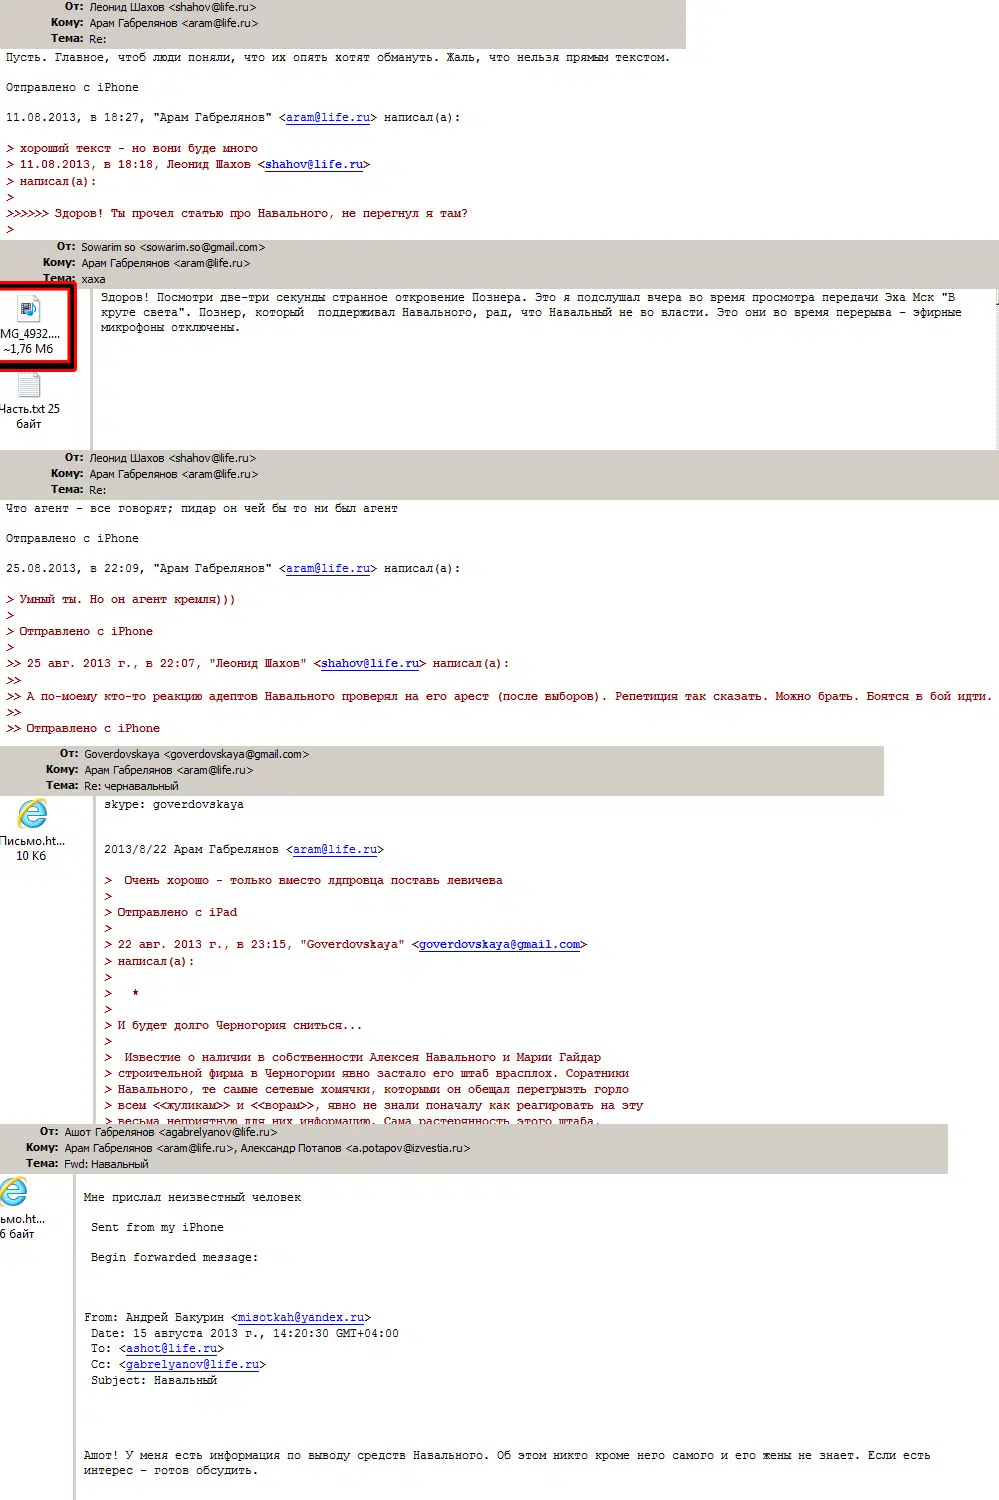 От: Леонид Шахов <shahov@life.ru>
Кому: Арам Габрелянов <aram@life.ru>
Тема: Re:
Пусть. Главное, чтоб люди поняли, что их опять хотят обмануть. Жаль, что нельзя прямым текстом.
Отправлено с iPhone
11.08.2013, в 18:27, "Арам Габрелянов" <aram@life.ru> написал(а):
> хороший текст - но вони буде много
> 11.08.2013, в 18:18, Леонид Шахов <shahov@life.ru>
> написал(а):
>
>>>>>> Здоров! Ты прочел статью про Навального, не перегнул я там?
>
От: Sowarim so <sowarim.so@gmail.com>
Кому: Арам Габрелянов <aram@life.ru>
Тема: хаха
MG_4932....
~1,76 Мб
Часть.txt 25
байт
Здоров! Посмотри две-три секунды странное откровение Познера. Это я подслушал вчера во время просмотра передачи Эха Мск "В
круге света". Познер, который  поддерживал Навального, рад, что Навальный не во власти. Это они во время перерыва - эфирные
микрофоны отключены.
От: Леонид Шахов <shahov@life.ru>
Кому: Арам Габрелянов <aram@life.ru>
Тема: Re:
Что агент - все говорят; пидар он чей бы то ни был агент
Отправлено с iPhone
25.08.2013, в 22:09, "Арам Габрелянов" <aram@life.ru> написал(а):
> Умный ты. Но он агент кремля)))
>
> Отправлено с iPhone
>
>> 25 авг. 2013 г., в 22:07, "Леонид Шахов" <shahov@life.ru> написал(а):
>>
>> А по-моему кто-то реакцию адептов Навального проверял на его арест (после выборов). Репетиция так сказать. Можно брать. Боятся в бой идти.
>>
>> Отправлено с iPhone
От: Goverdovskaya <goverdovskaya@gmail.com>
Кому: Арам Габрелянов <aram@life.ru>
Тема: Re: чернавальный
Письмо.ht...
10 Кб
skype: goverdovskaya
2013/8/22 Арам Габрелянов <aram@life.ru>
>  Очень хорошо - только вместо лдпровца поставь левичева
>
> Отправлено с iPad
>
> 22 авг. 2013 г., в 23:15, "Goverdovskaya" <goverdovskaya@gmail.com>
> написал(а):
>
>   *
>
> И будет долго Черногория сниться...
>
>  Известие о наличии в собственности Алексея Навального и Марии Гайдар
> строительной фирма в Черногории явно застало его штаб врасплох. Соратники
> Навального, те самые сетевые хомячки, которыми он обещал перегрызть горло
> всем <<жуликам>> и <<ворам>>, явно не знали поначалу как реагировать на эту
> весьма неприятную для них информацию. Сама растерянность этого штаба,
От: Ашот Габрелянов <agabrelyanov@life.ru>
Кому: Арам Габрелянов <aram@life.ru>, Александр Потапов <a.potapov@izvestia.ru>
Тема: Fwd: Навальный
ьмо.ht...
6 байт
Мне прислал неизвестный человек
Sent from my iPhone
Begin forwarded message:
From: Андрей Бакурин <misotkah@yandex.ru>
Date: 15 августа 2013 г., 14:20:30 GMT+04:00
To: <ashot@life.ru>
Cc: <gabrelyanov@life.ru>
Subject: Навальный
Ашот! У меня есть информация по выводу средств Навального. Об этом никто кроме него самого и его жены не знает. Если есть
интерес - готов обсудить.